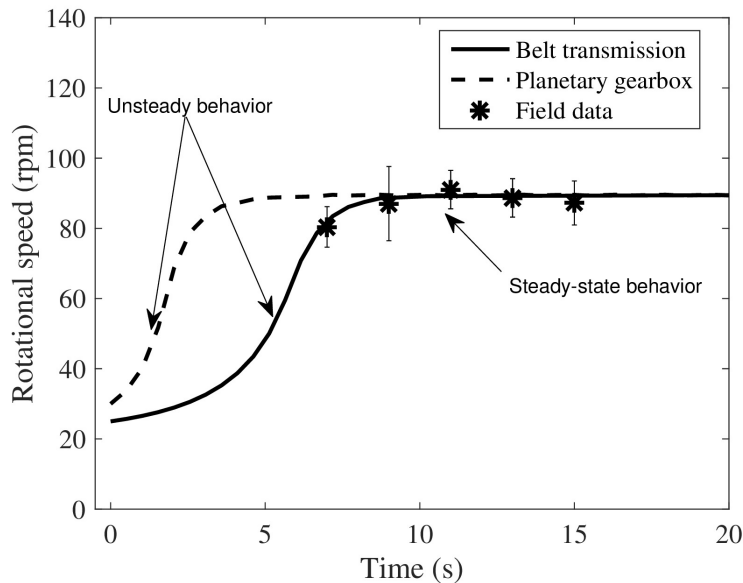 140
120
100
80
60
40
20
0
Rotational speed (rpm)
Belt transmission
Planetary gearbox
Field data
Unsteady behavior
Steady-state behavior
0 5 10 15 20
Time (s)